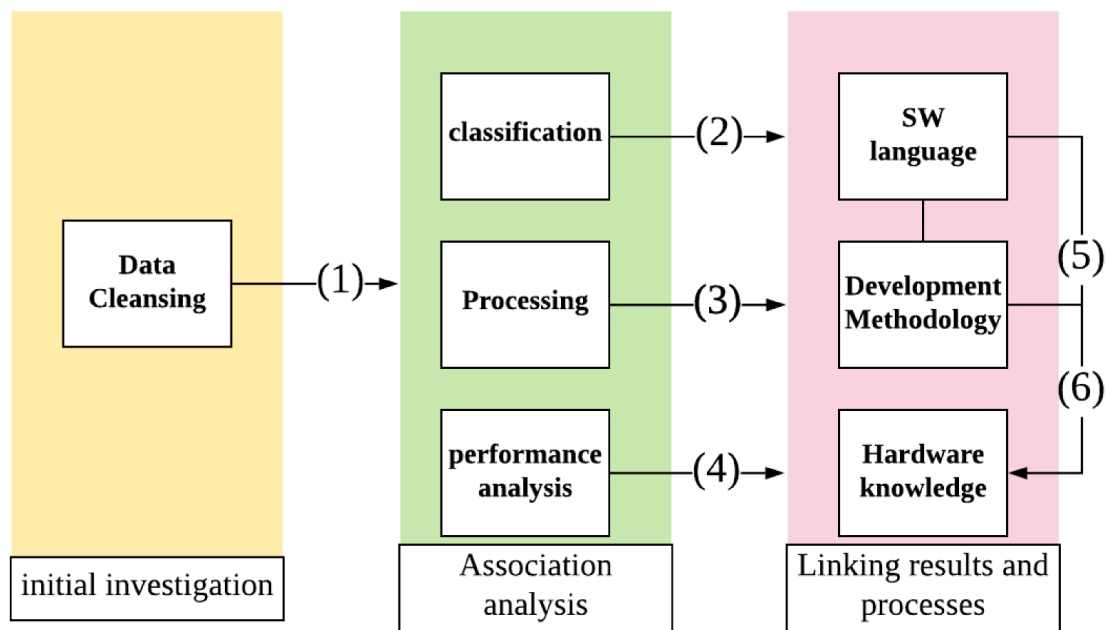 Data
Cleansing
(1)
initial investigation
classification
(2)
Processing
(3)
performance
analysis
(4)
Association
analysis
SW
language
Development
Methodology
Hardware
knowledge
(5)
(6)
Linking results and
processes